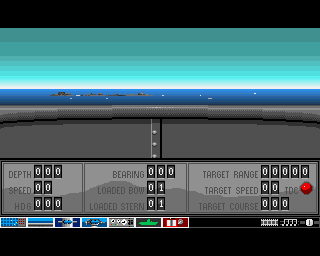 DEPTH 000 BEARING 000 TARGET RANGE 00000
SPEED 00 LOADED BOW 01 TARGET SPEED 00 TDC
HDG 000 LOADED STERN 01 TARGET COURSE 000